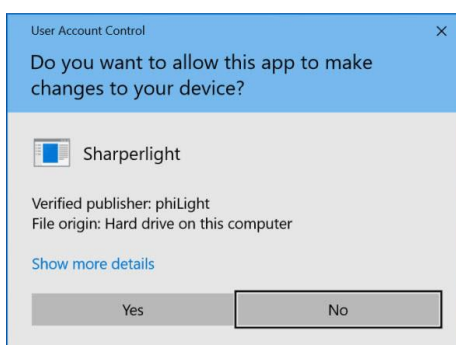 User Account Control
Do you want to allow this app to make
changes to your device?
Sharperlight
Verified publisher: phiLight
File origin: Hard drive on this computer
Show more details
Yes
No